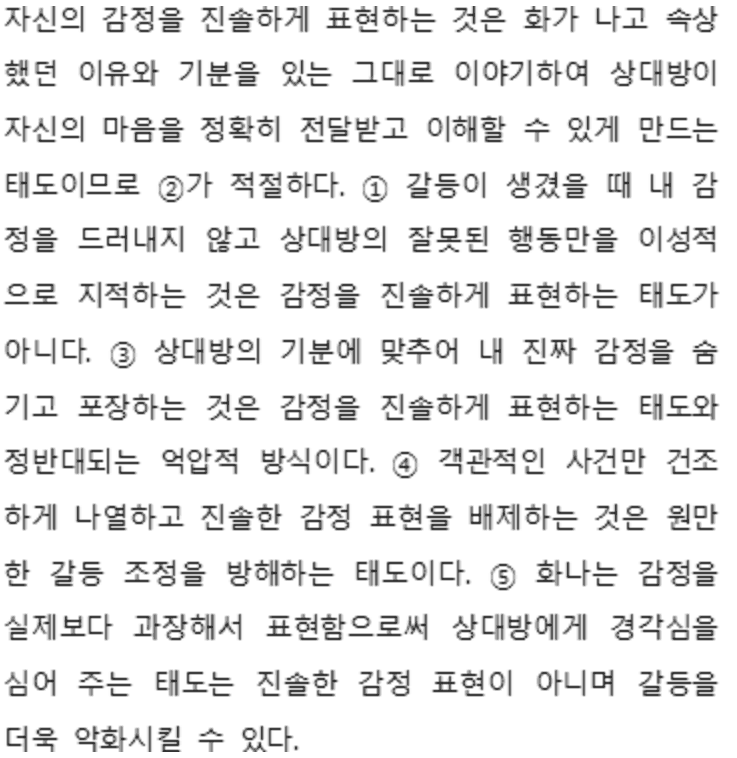 자신의 감정을 진솔하게 표현하는 것은 화가 나고 속상
했던 이유와 기분을 있는 그대로 이야기하여 상대방이
자신의 마음을 정확히 전달받고 이해할 수 있게 만드는
태도이므로 ②가 적절하다. ① 갈등이 생겼을 때 내 감
정을 드러내지 않고 상대방의 잘못된 행동만을 이성적
으로 지적하는 것은 감정을 진솔하게 표현하는 태도가
아니다. ③ 상대방의 기분에 맞추어 내 진짜 감정을 숨
기고 포장하는 것은 감정을 진솔하게 표현하는 태도와
정반대되는 억압적 방식이다. ④ 객관적인 사건만 건조
하게 나열하고 진솔한 감정 표현을 배제하는 것은 원만
한 갈등 조정을 방해하는 태도이다. ⑤ 화나는 감정을
실제보다 과장해서 표현함으로써 상대방에게 경각심을
심어 주는 태도는 진솔한 감정 표현이 아니며 갈등을
더욱 악화시킬 수 있다.